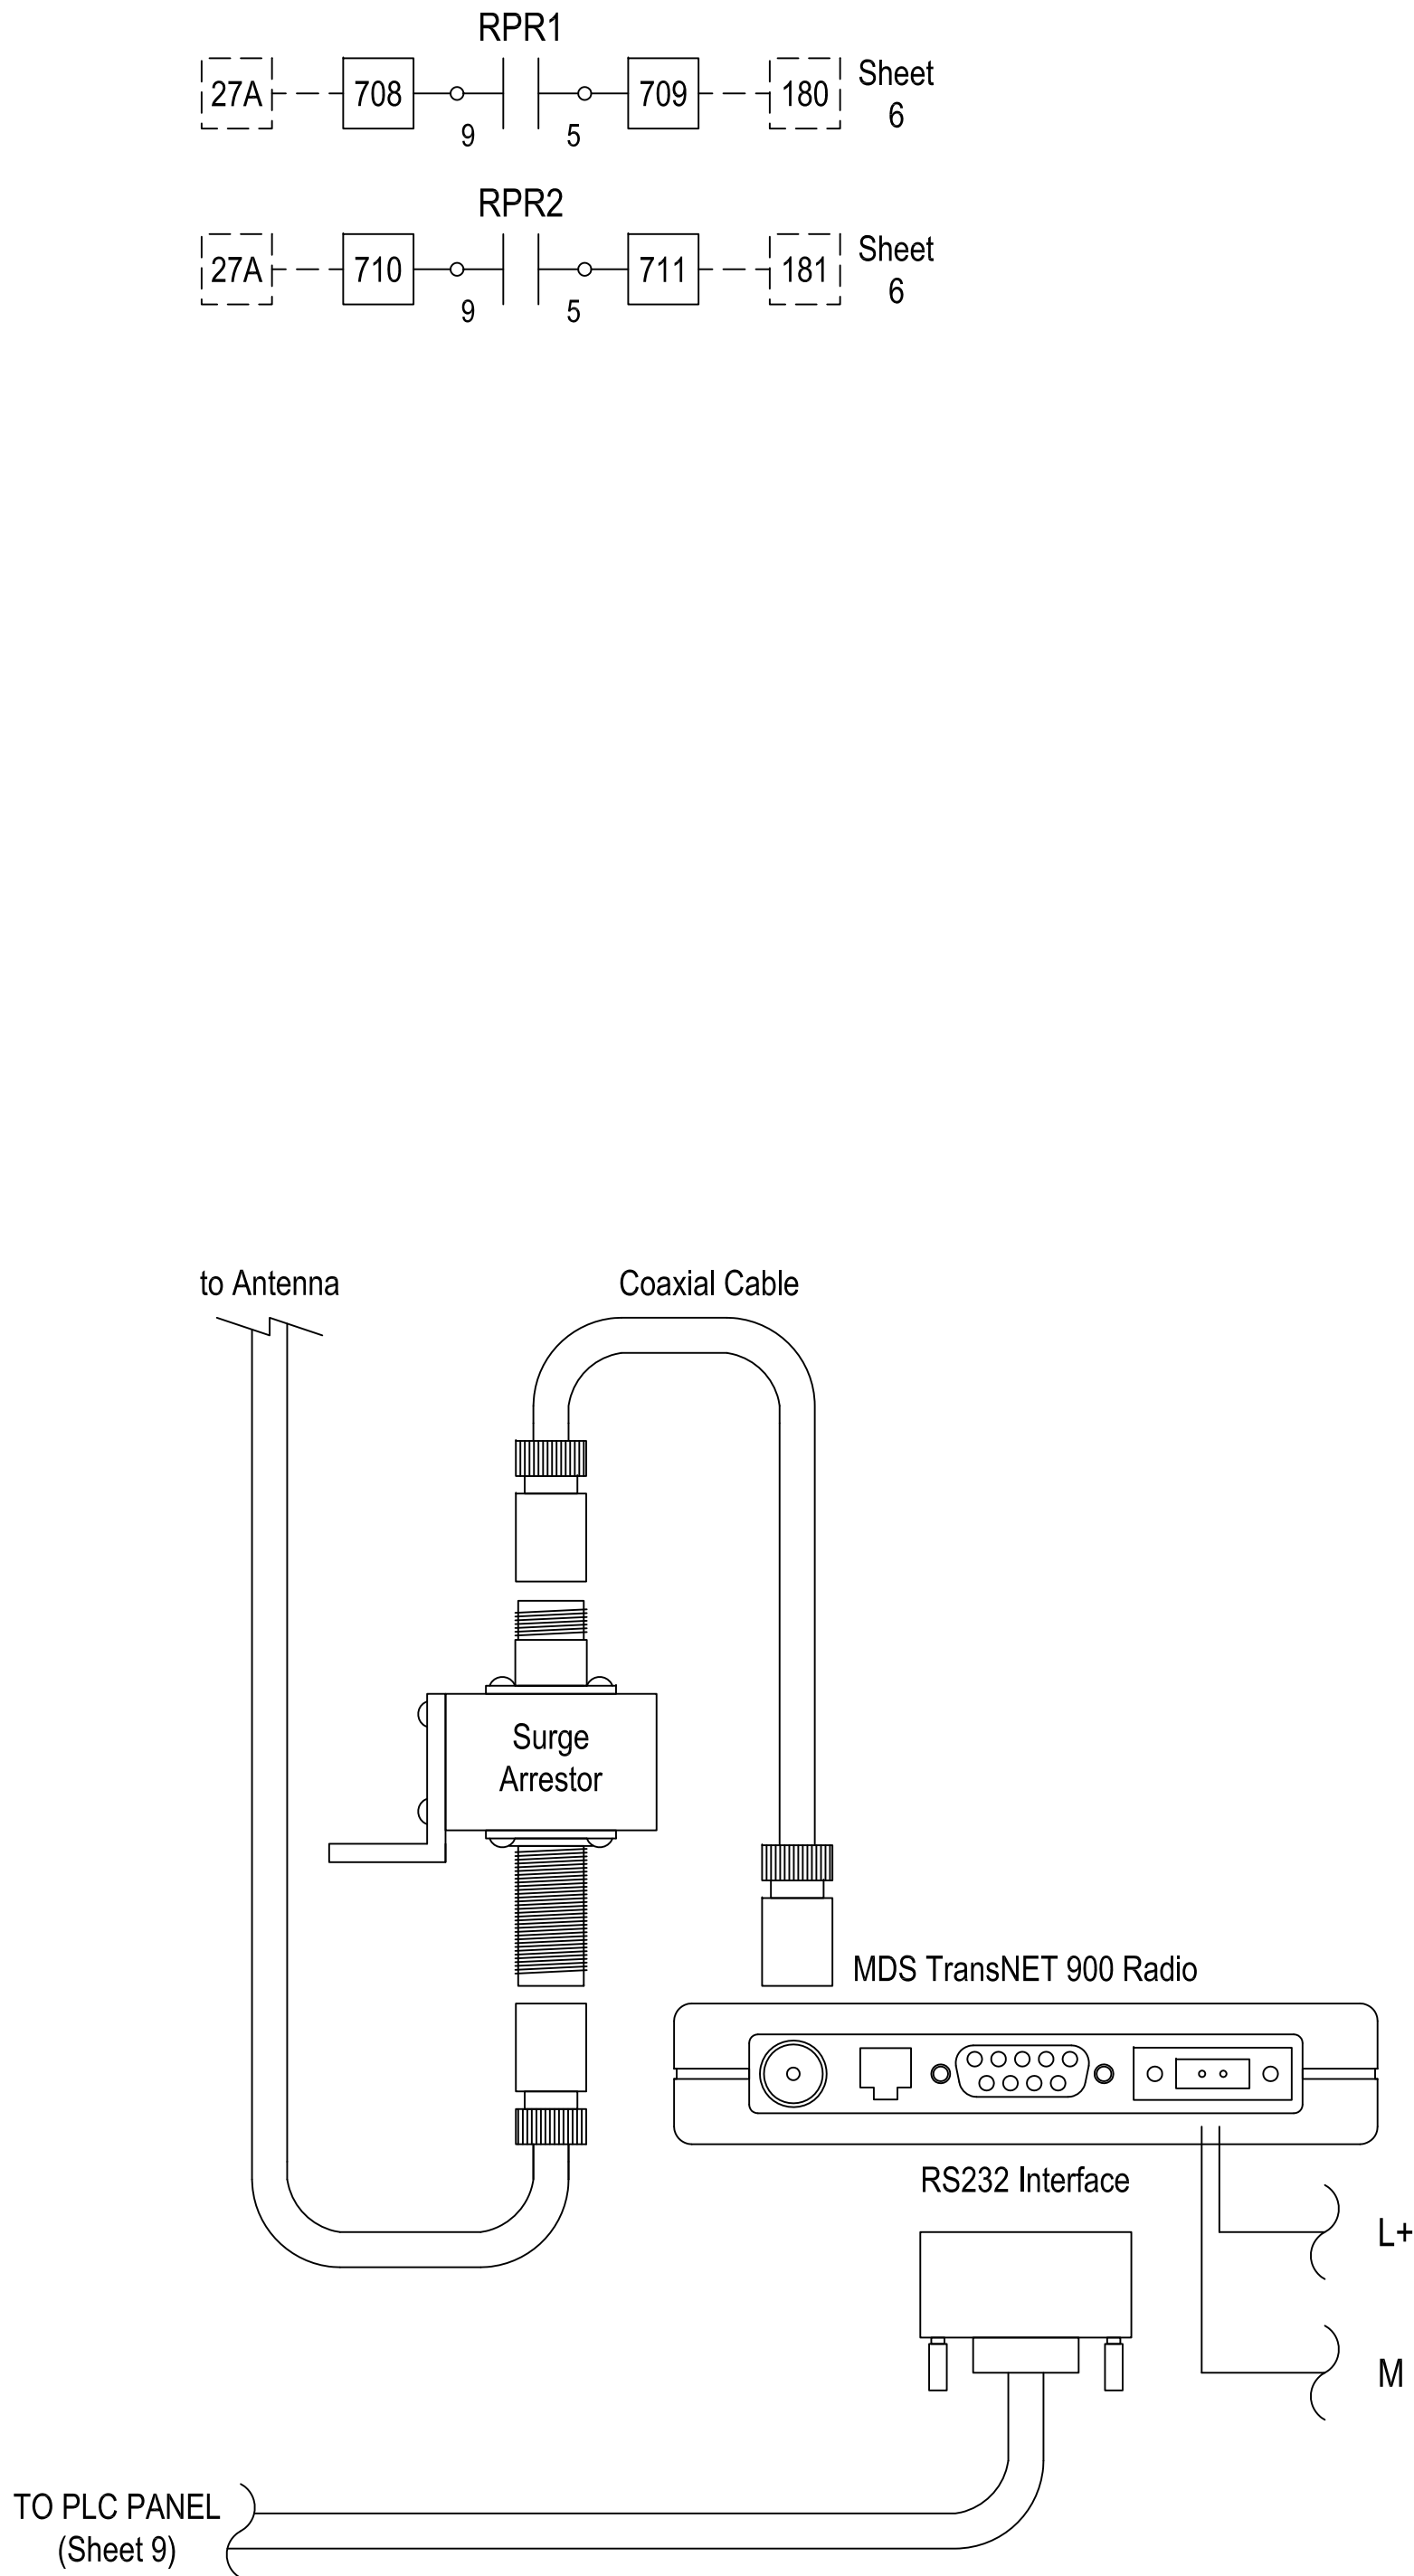 RPR1
27A 708 709 180 Sheet
6
9 5
RPR2
27A 710 711 181 Sheet
6
9 5
to Antenna Coaxial Cable
Surge
Arrestor
MDS TransNET 900 Radio
RS232 Interface
L+
M
TO PLC PANEL
(Sheet 9)